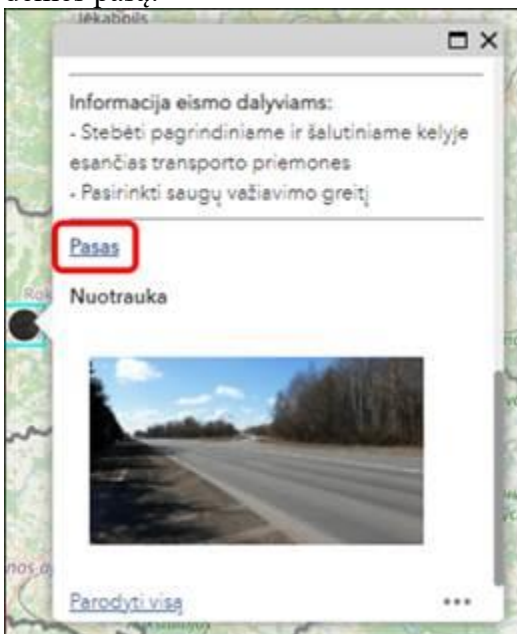 Informacija eismo dalyviams:
- Stebėti pagrindiniame ir šalutiniame kelyje
esančias transporto priemones
- Pasirinkti saugų važiavimo greitį
Pasas
Nuotrauka
Parodyti visą